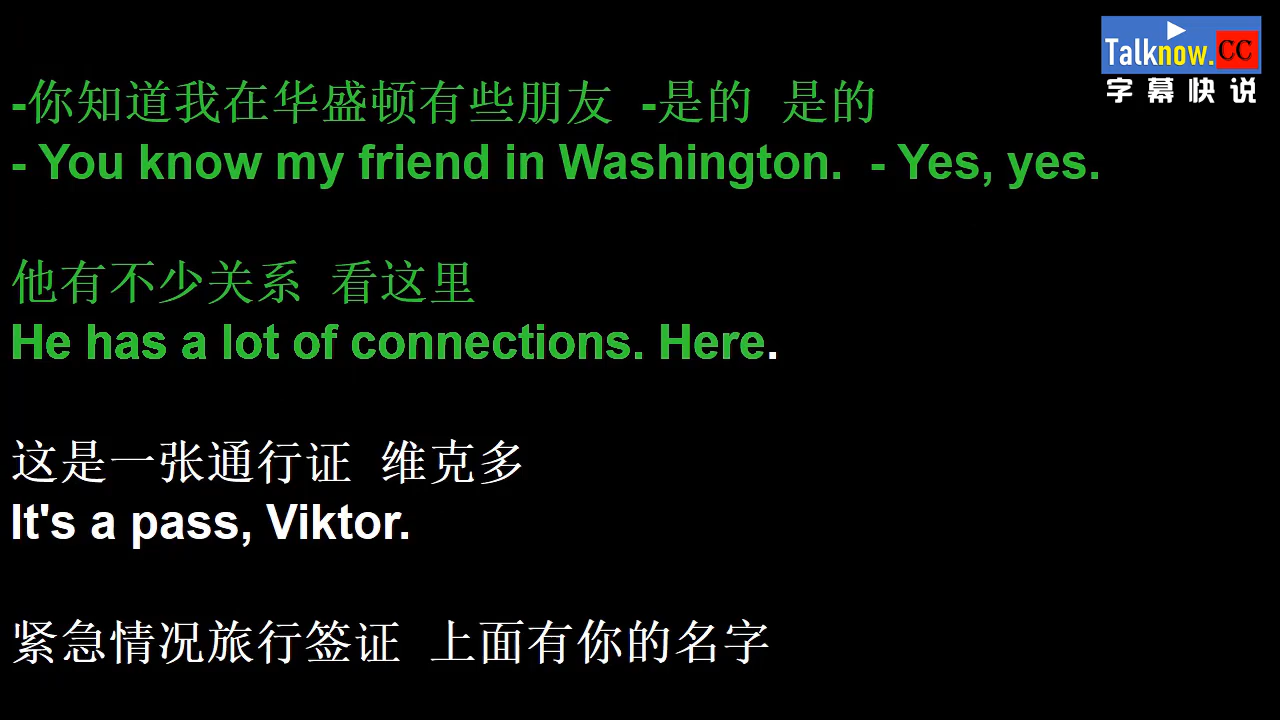 Talknow.CC
字幕快说
-你知道我在华盛顿有些朋友 -是的 是的
- You know my friend in Washington. - Yes, yes.
他有不少关系 看这里
He has a lot of connections. Here.
这是一张通行证 维克多
It's a pass, Viktor.
紧急情况旅行签证 上面有你的名字